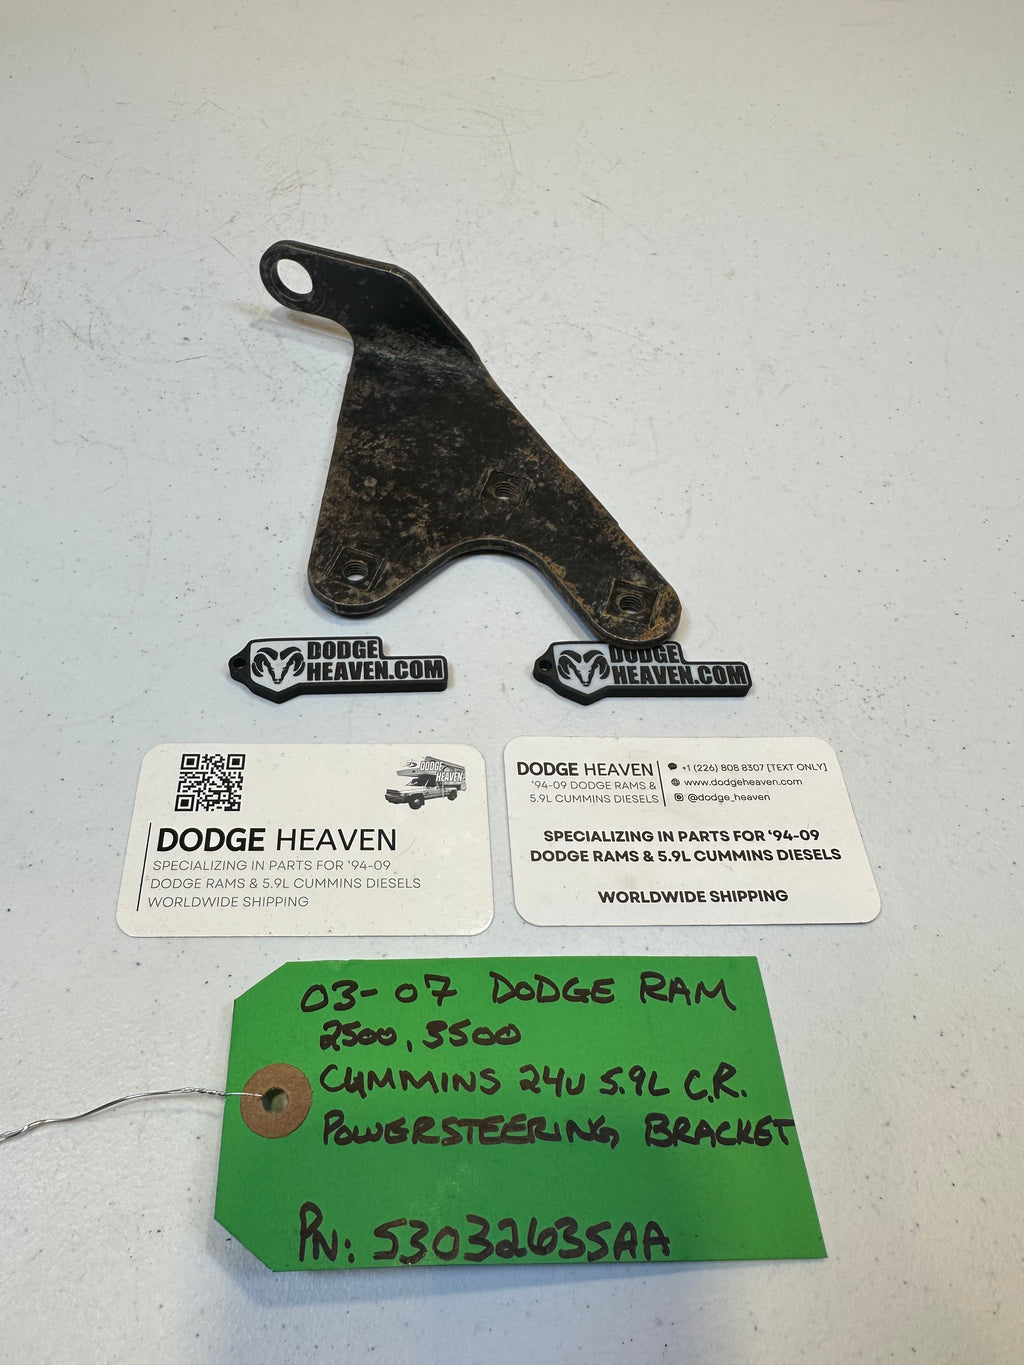 DODGE
HEAVEN.COM
DODGE
HEAVEN.COM
DODGE
HEAVEN
DODGE HEAVEN
SPECIALIZING IN PARTS FOR '94-09
DODGE RAMS & 5.9L CUMMINS DIESELS
WORLDWIDE SHIPPING
DODGE HEAVEN
'94-09 DODGE RAMS &
5.9L CUMMINS DIESELS
+1 (226) 808 8307 [TEXT ONLY]
www.dodgeheaven.com
@dodge_heaven
SPECIALIZING IN PARTS FOR '94-09
DODGE RAMS & 5.9L CUMMINS DIESELS
WORLDWIDE SHIPPING
03-07 DODGE RAM
2500, 3500
CUMMINS 24V 5.9L C.R.
POWERSTEERING BRACKET
PN: 53032635AA